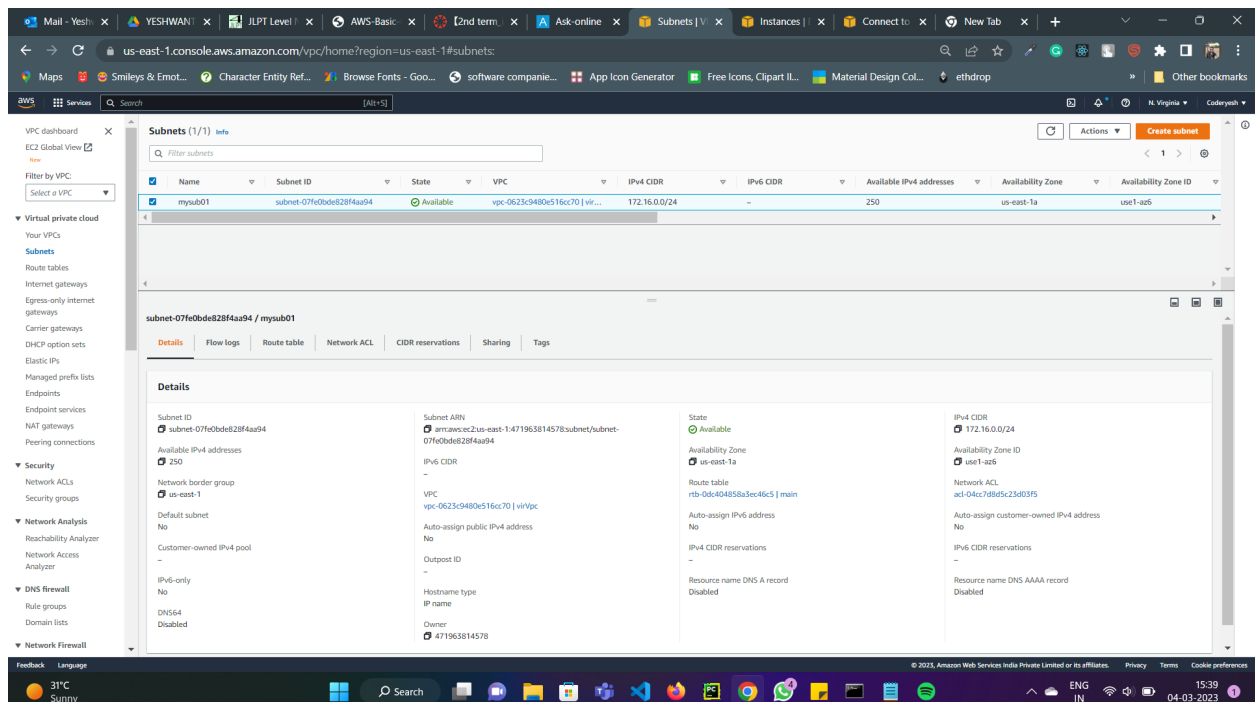 Mail - Yesh
YESHWANT
JLPT Level
AWS-Basic
[2nd term_
Ask-online
Subnets | V
Instances |
Connect to
New Tab
us-east-1.console.aws.amazon.com/vpc/home?region=us-east-1#subnets:
Maps
Smileys & Emot...
Character Entity Ref...
Browse Fonts - Goo...
software companie...
App Icon Generator
Free Icons, Clipart Il...
Material Design Col...
ethdrop
»
Other bookmarks
aws
Services
Search
[Alt+S]
N. Virginia
Coderyesh
VPC dashboard
EC2 Global View
New
Filter by VPC:
Select a VPC
Virtual private cloud
Your VPCs
Subnets
Route tables
Internet gateways
Egress-only internet
gateways
Carrier gateways
DHCP option sets
Elastic IPs
Managed prefix lists
Endpoints
Endpoint services
NAT gateways
Peering connections
Security
Network ACLs
Security groups
Network Analysis
Reachability Analyzer
Network Access
Analyzer
DNS firewall
Rule groups
Domain lists
Network Firewall
Subnets (1/1) Info
Actions
Create subnet
Filter subnets
1
Name Subnet ID State VPC IPv4 CIDR IPv6 CIDR Available IPv4 addresses Availability Zone Availability Zone ID
mysub01 subnet-07fe0bde828f4aa94 Available vpc-0623c9480e516cc70 | vir... 172.16.0.0/24 – 250 us-east-1a use1-az6
subnet-07fe0bde828f4aa94 / mysub01
Details Flow logs Route table Network ACL CIDR reservations Sharing Tags
Details
Subnet ID
subnet-07fe0bde828f4aa94
Available IPv4 addresses
250
Network border group
us-east-1
Default subnet
No
Customer-owned IPv4 pool
–
IPv6-only
No
DNS64
Disabled
Subnet ARN
arn:aws:ec2:us-east-1:471963814578:subnet/subnet-
07fe0bde828f4aa94
IPv6 CIDR
–
VPC
vpc-0623c9480e516cc70 | virVpc
Auto-assign public IPv4 address
No
Outpost ID
–
Hostname type
IP name
Owner
471963814578
State
Available
Availability Zone
us-east-1a
Route table
rtb-0dc404858a3ec46c5 | main
Auto-assign IPv6 address
No
IPv4 CIDR reservations
–
Resource name DNS A record
Disabled
IPv4 CIDR
172.16.0.0/24
Availability Zone ID
use1-az6
Network ACL
acl-04cc7d8d5c23d03f5
Auto-assign customer-owned IPv4 address
No
IPv6 CIDR reservations
–
Resource name DNS AAAA record
Disabled
Feedback Language
© 2023, Amazon Web Services India Private Limited or its affiliates. Privacy Terms Cookie preferences
31°C
Sunny
Search
4
ENG
IN
15:39
04-03-2023
1